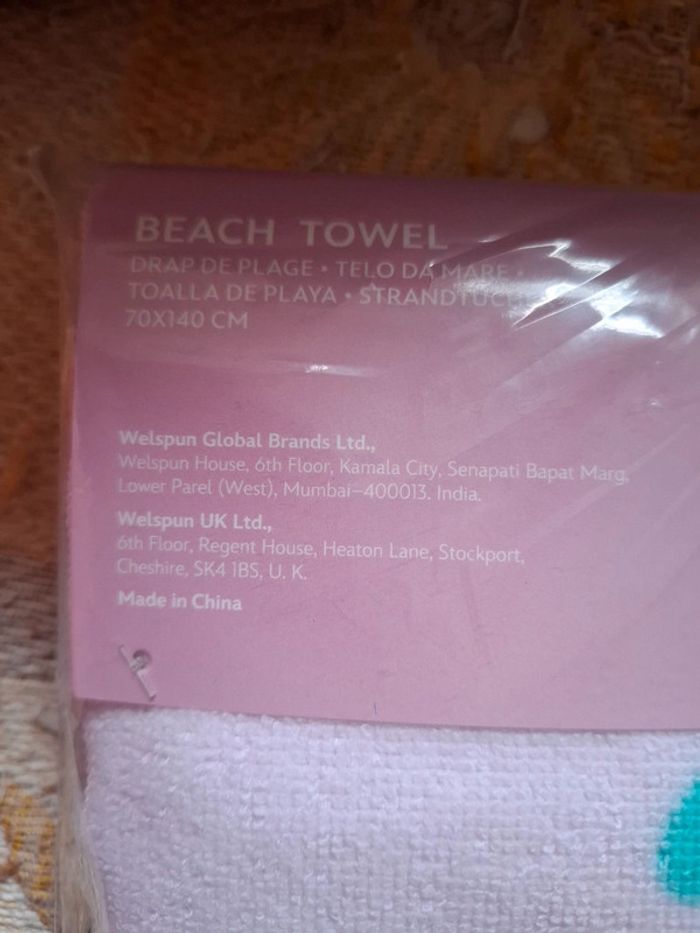 BEACH TOWEL
DRAP DE PLAGE • TELO DA MARE •
TOALLA DE PLAYA • STRANDTUCH
70X140 CM
Welspun Global Brands Ltd.,
Welspun House, 6th Floor, Kamala City, Senapati Bapat Marg,
Lower Parel (West), Mumbai–400013. India.
Welspun UK Ltd.,
6th Floor, Regent House, Heaton Lane, Stockport,
Cheshire, SK4 1BS, U. K.
Made in China